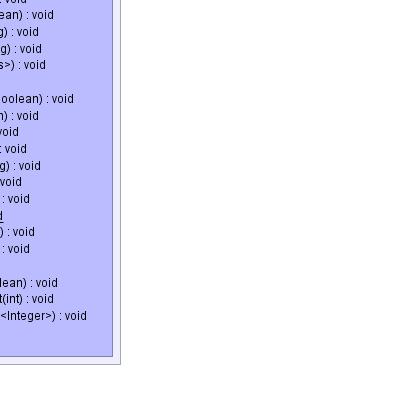 ean) : void
g) : void
g) : void
s>) : void
oolean) : void
n) : void
void
: void
g) : void
void
: void
d
) : void
: void
lean) : void
t(int) : void
<Integer>) : void